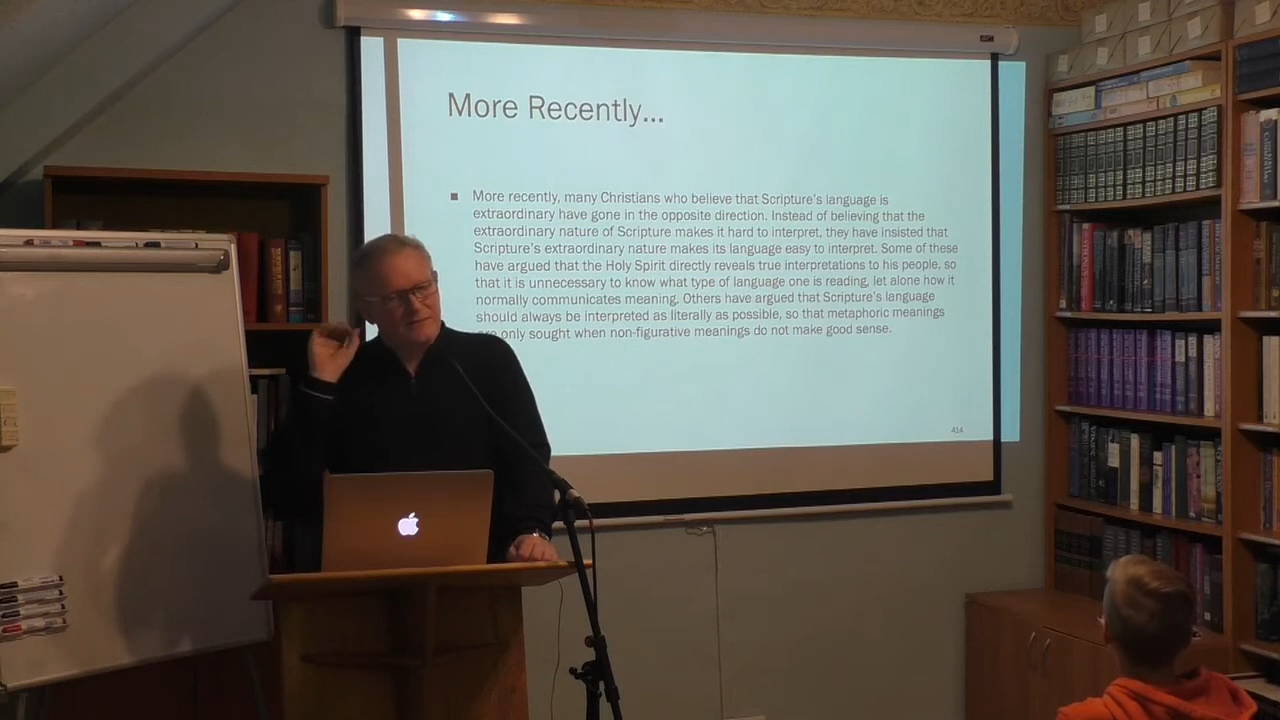 More Recently...
More recently, many Christians who believe that Scripture's language is
extraordinary have gone in the opposite direction. Instead of believing that the
extraordinary nature of Scripture makes it hard to interpret, they have insisted that
Scripture's extraordinary nature makes its language easy to interpret. Some of these
have argued that the Holy Spirit directly reveals true interpretations to his people, so
that it is unnecessary to know what type of language one is reading, let alone how it
normally communicates meaning. Others have argued that Scripture's language
should always be interpreted as literally as possible, so that metaphoric meanings
are only sought when non-figurative meanings do not make good sense.
414